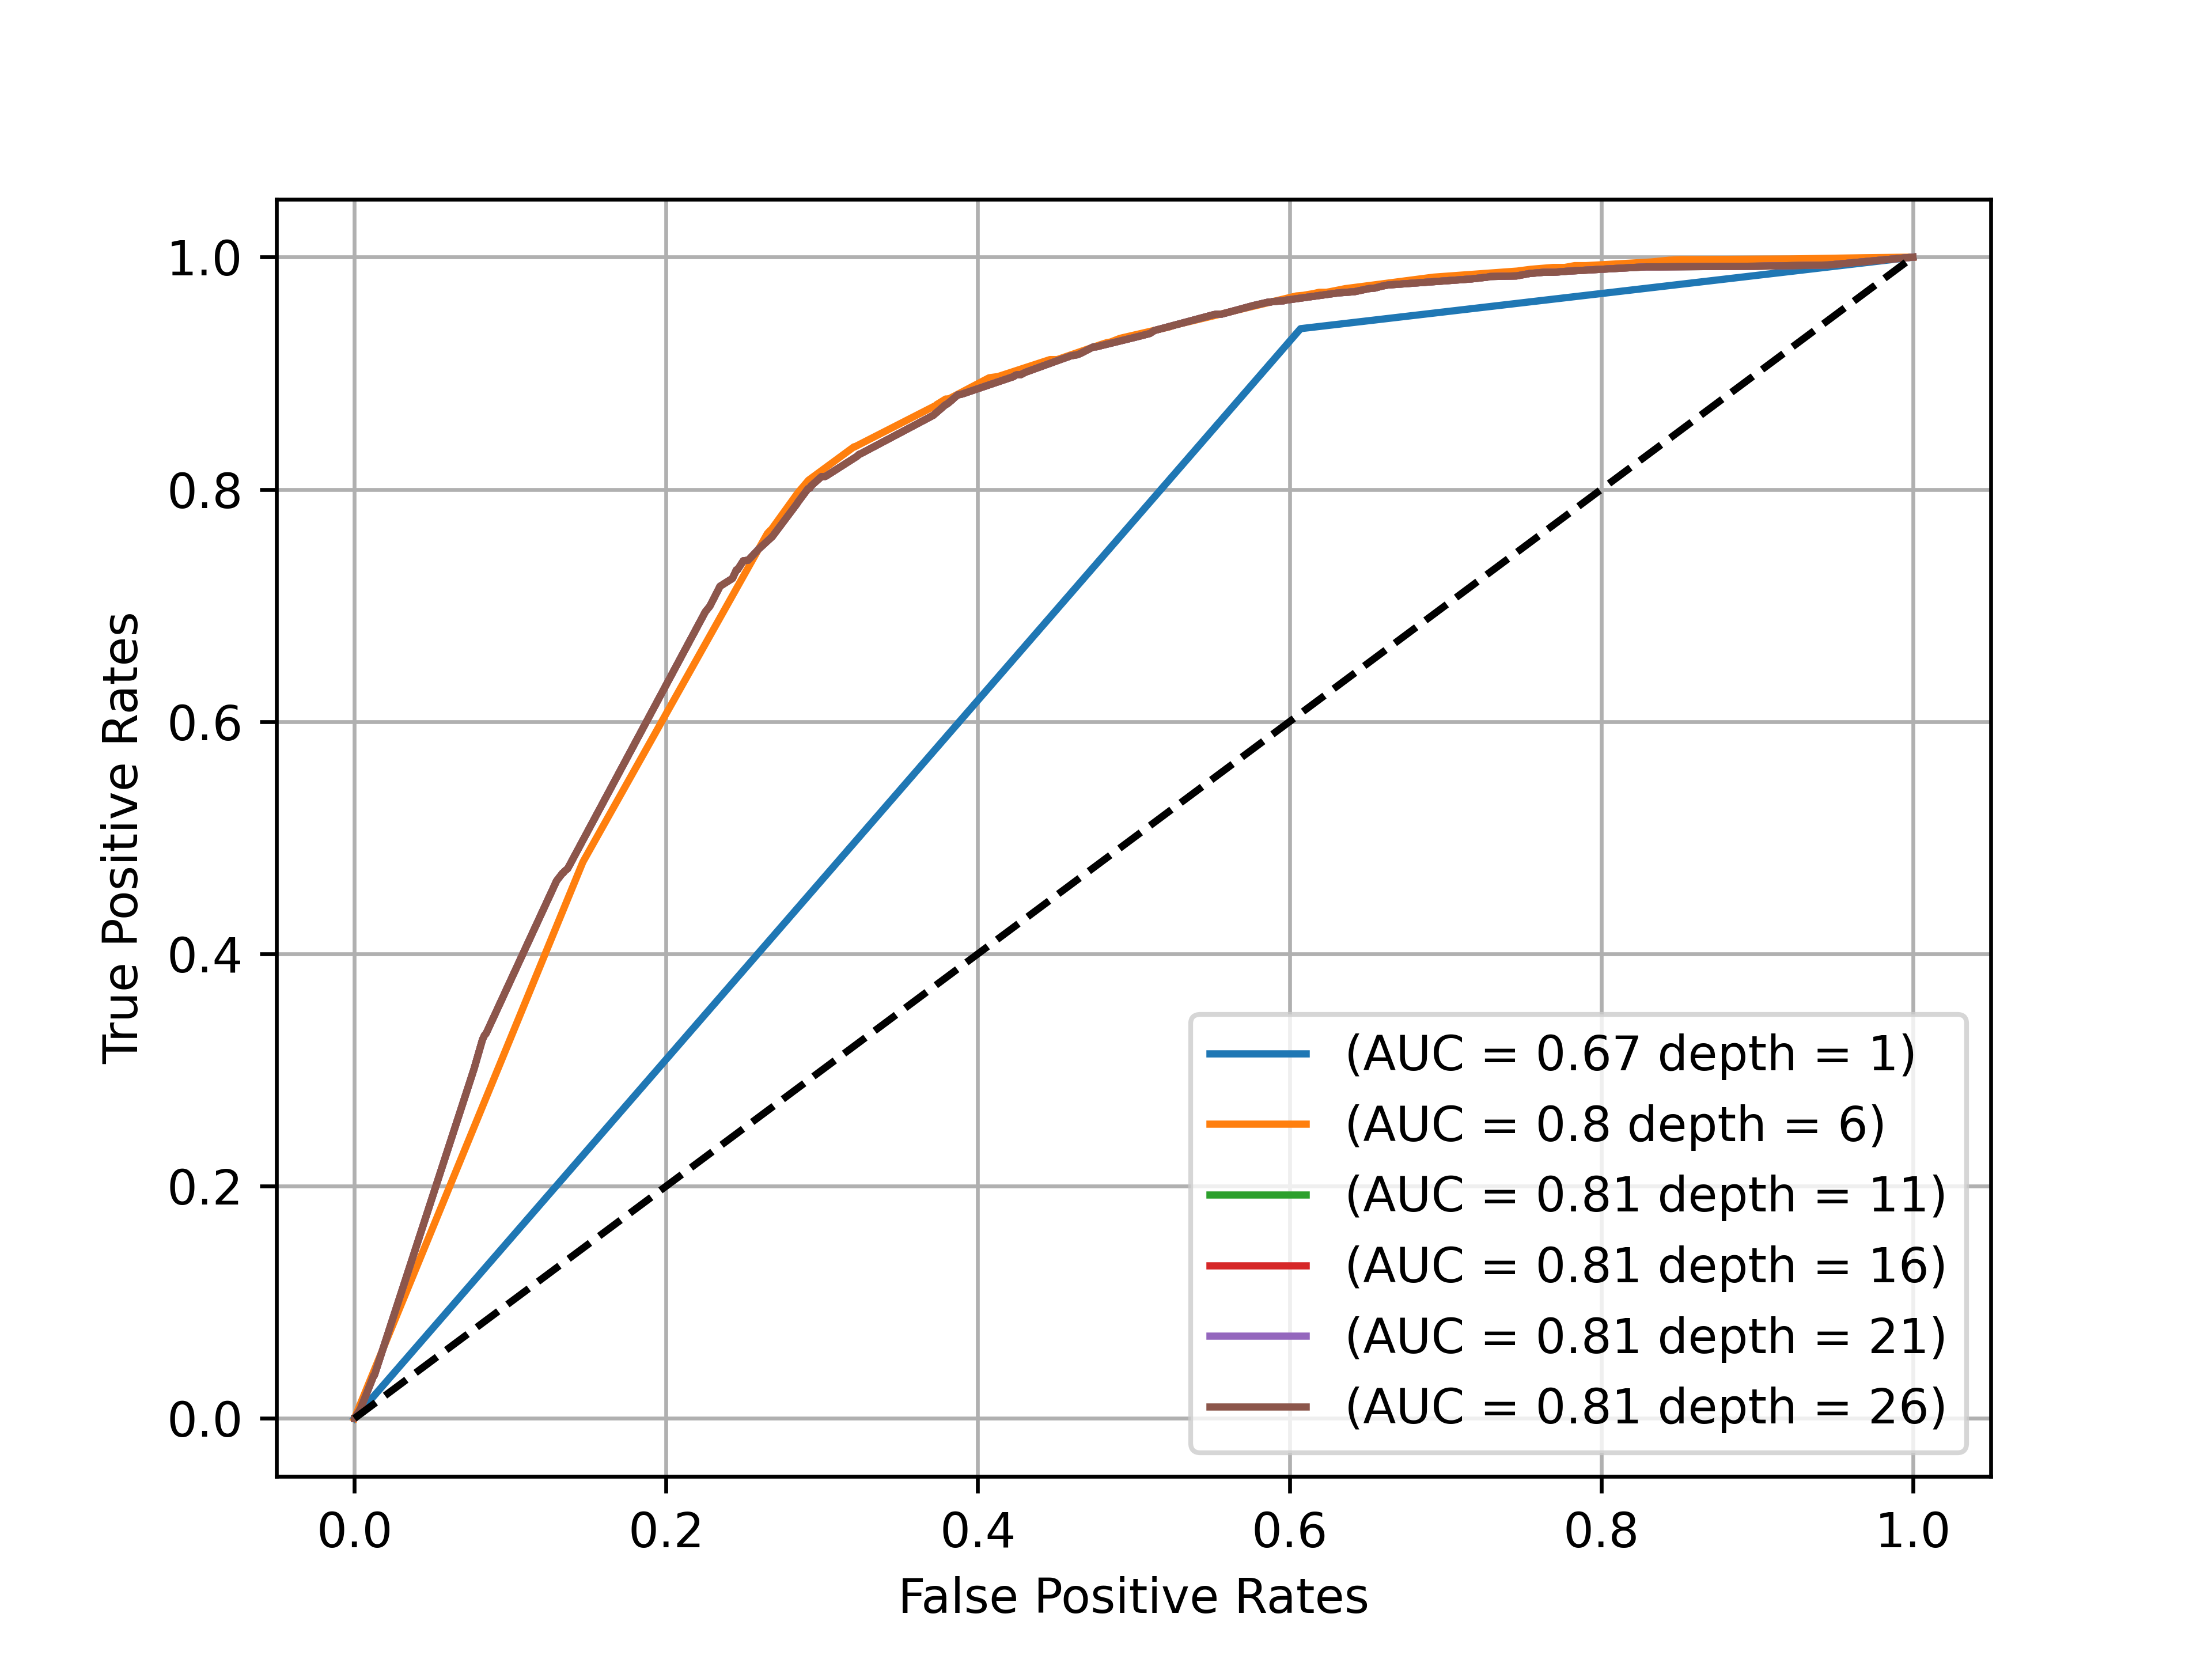 1.0
0.8
0.6
0.4
0.2
0.0
True Positive Rates
(AUC = 0.67 depth = 1)
(AUC = 0.8 depth = 6)
(AUC = 0.81 depth = 11)
(AUC = 0.81 depth = 16)
(AUC = 0.81 depth = 21)
(AUC = 0.81 depth = 26)
0.0 0.2 0.4 0.6 0.8 1.0
False Positive Rates